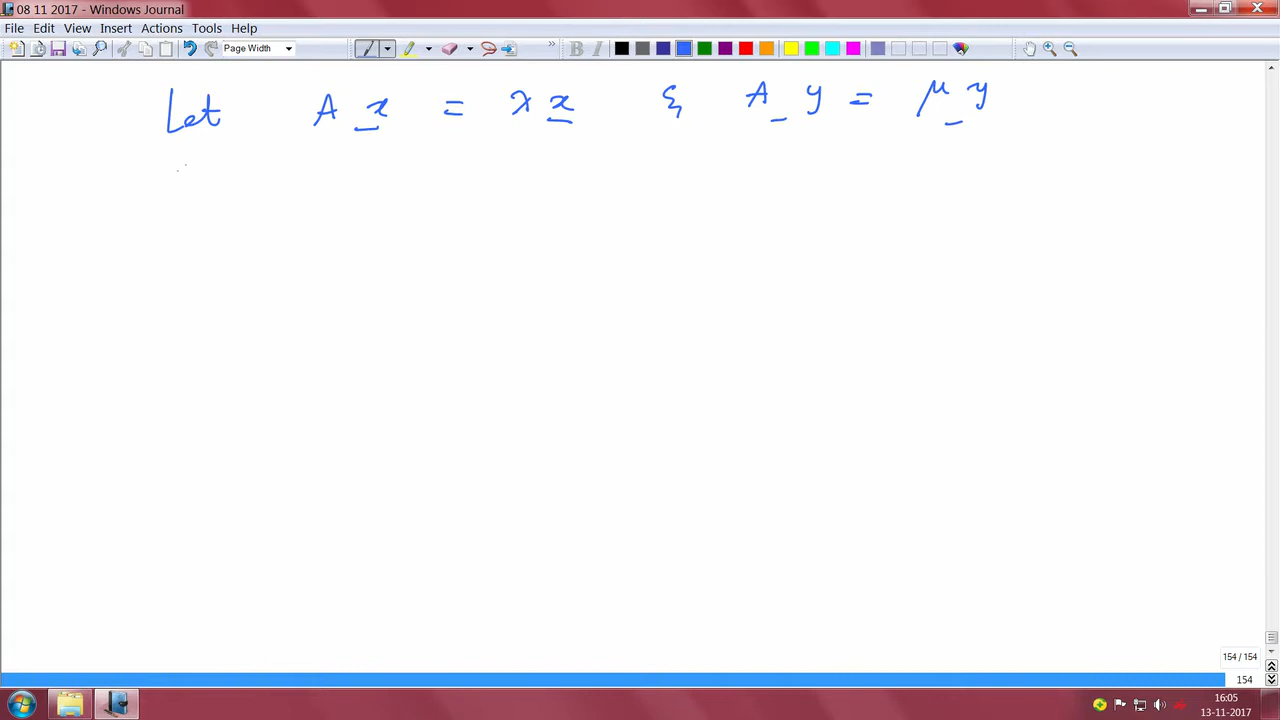 08 11 2017 - Windows Journal
File Edit View Insert Actions Tools Help
Page Width
B I
Let A x = λ x & A y = μ y
154 / 154
154
16:05
13-11-2017